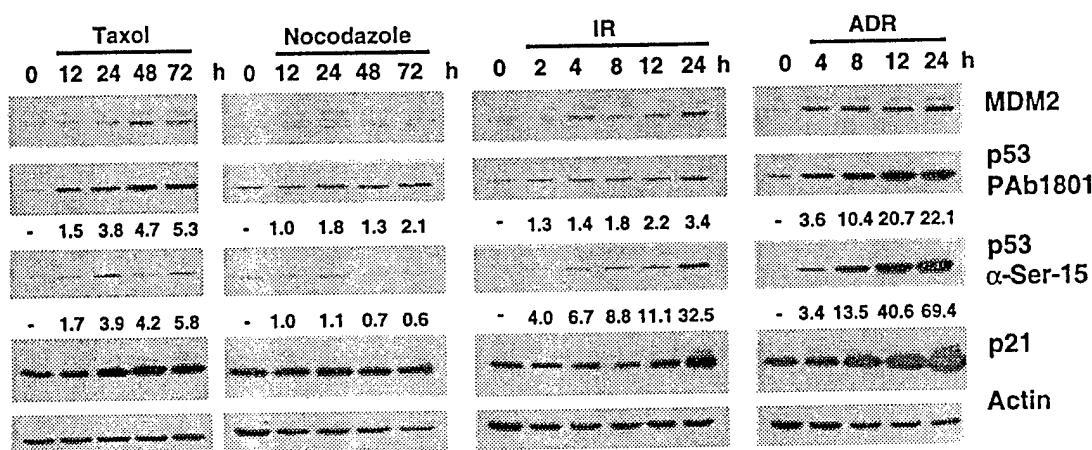 Taxol Nocodazole IR ADR
0 12 24 48 72 h 0 12 24 48 72 h 0 2 4 8 12 24 h 0 4 8 12 24 h
MDM2
p53
PAb1801
- 1.5 3.8 4.7 5.3 - 1.0 1.8 1.3 2.1 - 1.3 1.4 1.8 2.2 3.4 - 3.6 10.4 20.7 22.1
p53
α-Ser-15
- 1.7 3.9 4.2 5.8 - 1.0 1.1 0.7 0.6 - 4.0 6.7 8.8 11.1 32.5 - 3.4 13.5 40.6 69.4
p21
Actin